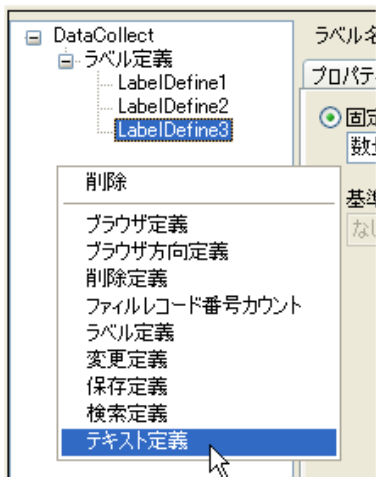 DataCollect
ラベル定義
LabelDefine1
LabelDefine2
LabelDefine3
削除
ブラウザ定義
ブラウザ方向定義
削除定義
ファイルレコード番号カウント
ラベル定義
変更定義
保存定義
検索定義
テキスト定義
ラベル名
プロパテ
固定
数量
基準
なし